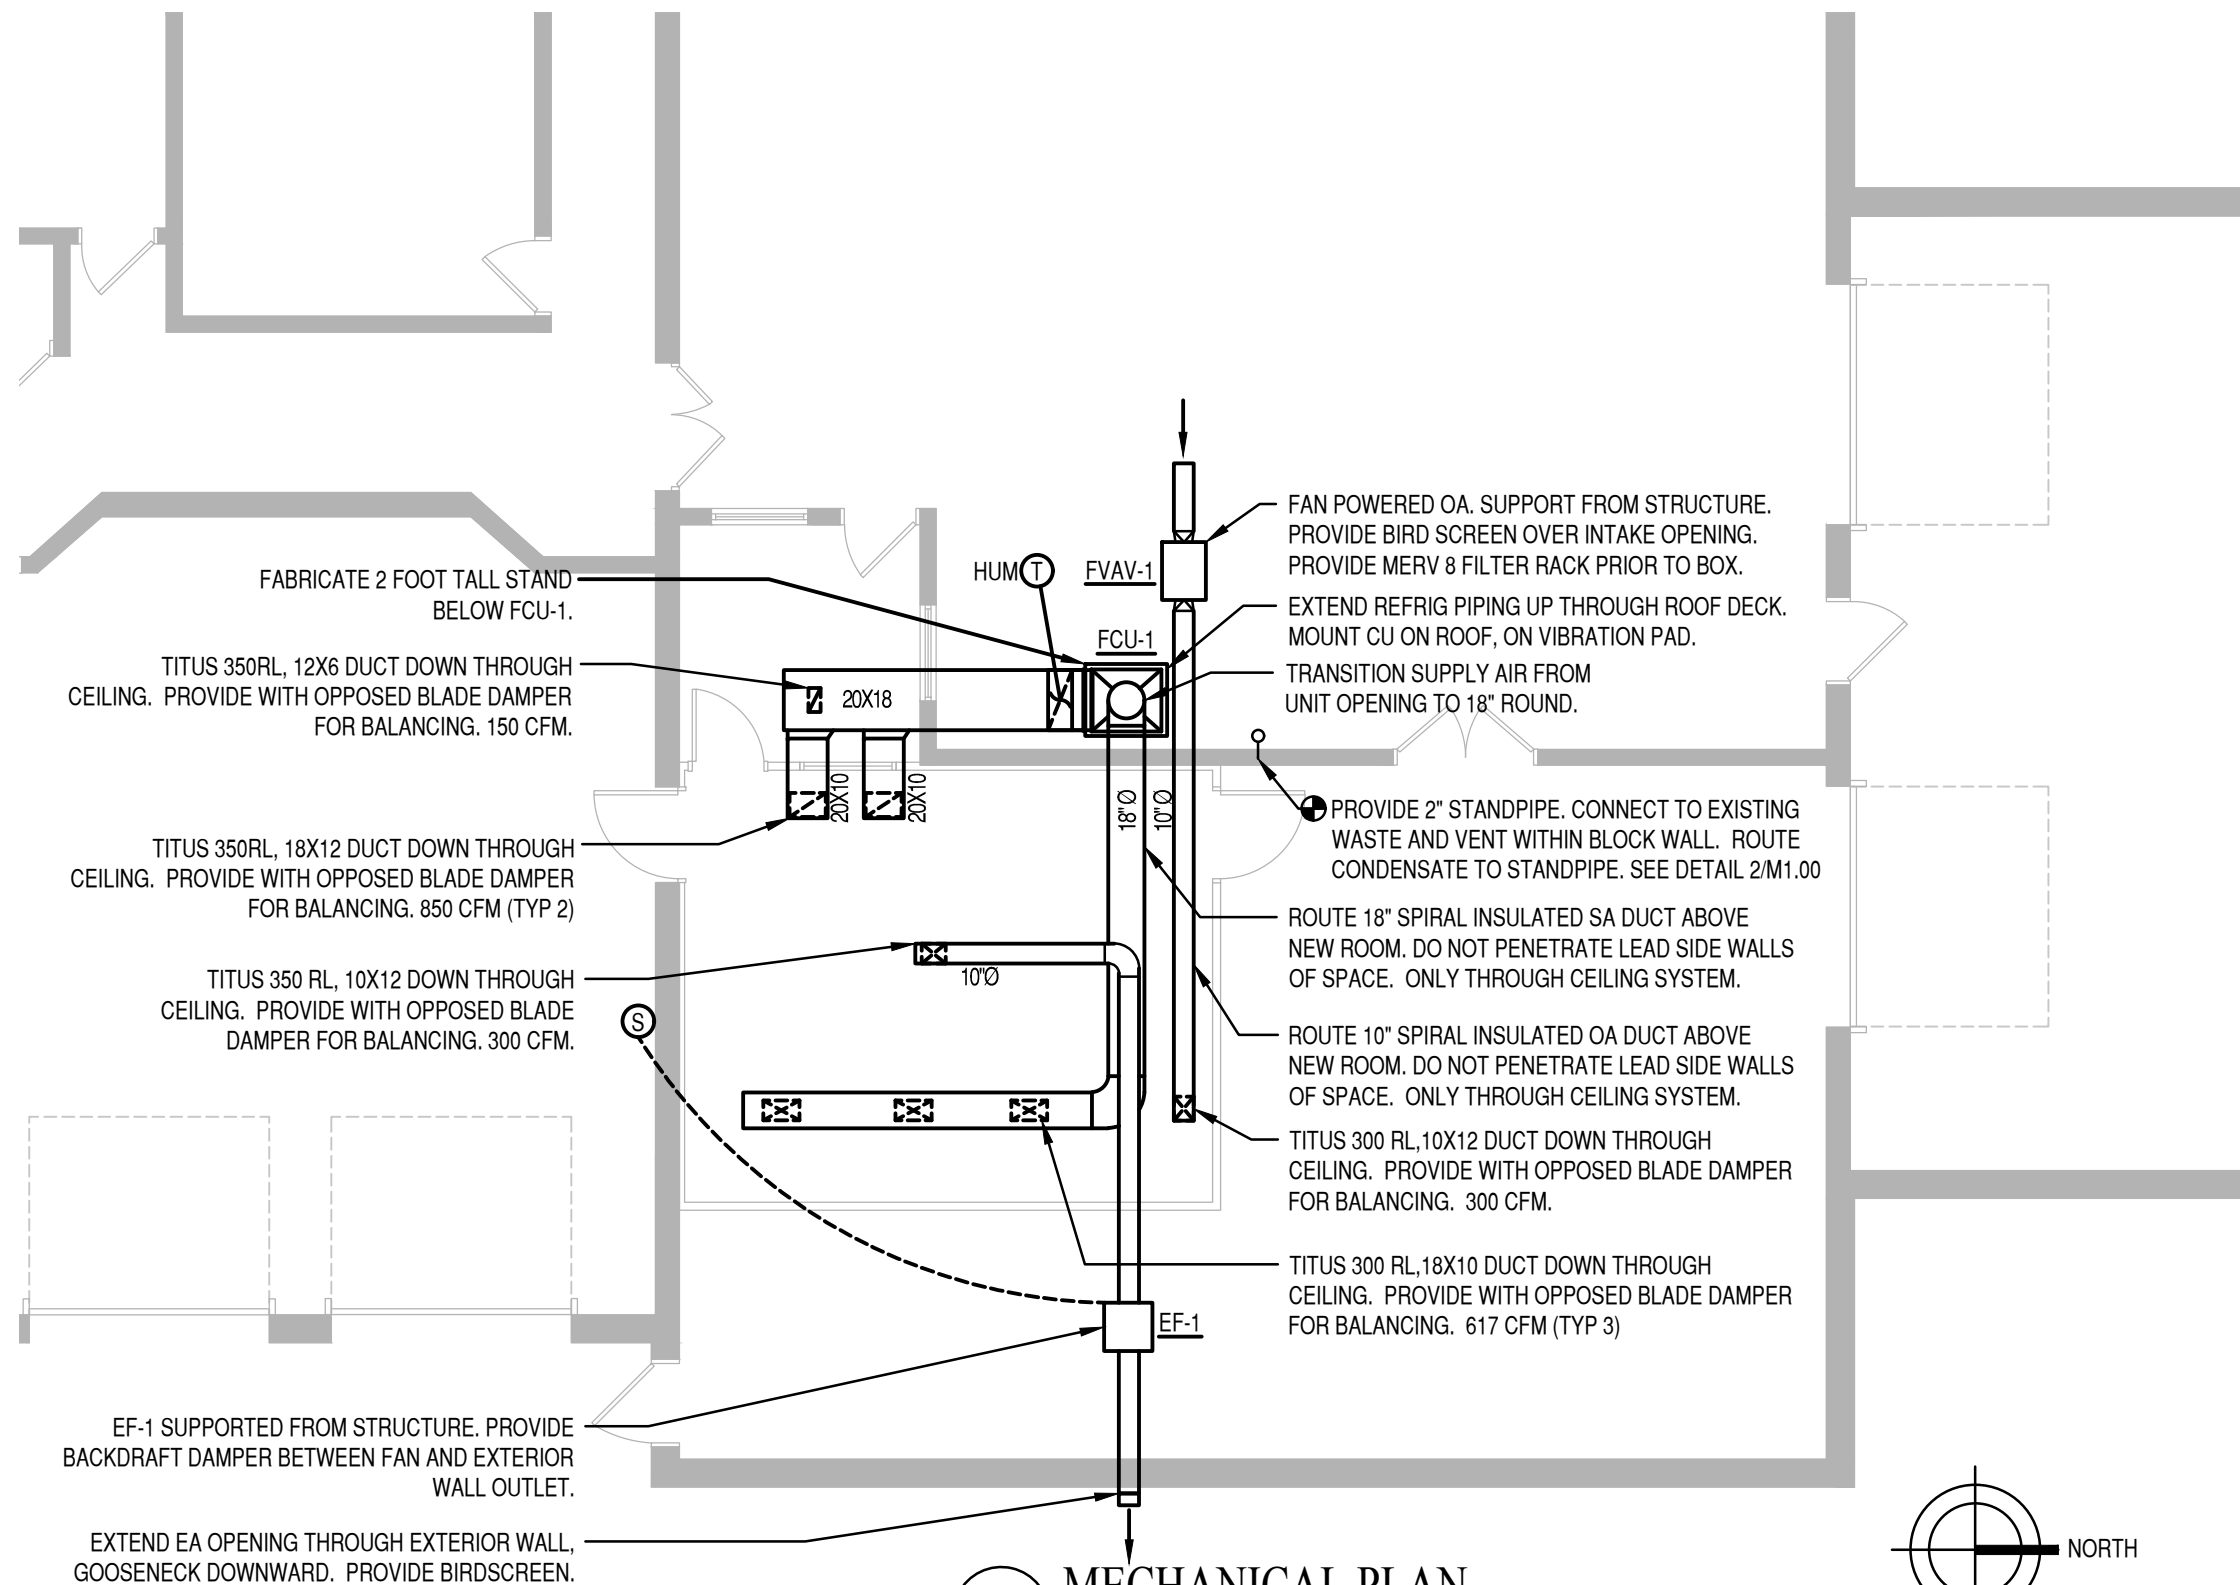 FAN POWERED OA. SUPPORT FROM STRUCTURE.
PROVIDE BIRD SCREEN OVER INTAKE OPENING.
PROVIDE MERV 8 FILTER RACK PRIOR TO BOX.
HUM T
FVAV-1
FABRICATE 2 FOOT TALL STAND
BELOW FCU-1.
EXTEND REFRIG PIPING UP THROUGH ROOF DECK.
MOUNT CU ON ROOF, ON VIBRATION PAD.
FCU-1
TITUS 350RL, 12X6 DUCT DOWN THROUGH
CEILING. PROVIDE WITH OPPOSED BLADE DAMPER
FOR BALANCING. 150 CFM.
20X18
TRANSITION SUPPLY AIR FROM
UNIT OPENING TO 18" ROUND.
20X10
20X10
18"Ø
10"Ø
PROVIDE 2" STANDPIPE. CONNECT TO EXISTING
WASTE AND VENT WITHIN BLOCK WALL. ROUTE
CONDENSATE TO STANDPIPE. SEE DETAIL 2/M1.00
TITUS 350RL, 18X12 DUCT DOWN THROUGH
CEILING. PROVIDE WITH OPPOSED BLADE DAMPER
FOR BALANCING. 850 CFM (TYP 2)
ROUTE 18" SPIRAL INSULATED SA DUCT ABOVE
NEW ROOM. DO NOT PENETRATE LEAD SIDE WALLS
OF SPACE. ONLY THROUGH CEILING SYSTEM.
TITUS 350 RL, 10X12 DOWN THROUGH
CEILING. PROVIDE WITH OPPOSED BLADE
DAMPER FOR BALANCING. 300 CFM.
10"Ø
S
ROUTE 10" SPIRAL INSULATED OA DUCT ABOVE
NEW ROOM. DO NOT PENETRATE LEAD SIDE WALLS
OF SPACE. ONLY THROUGH CEILING SYSTEM.
TITUS 300 RL,10X12 DUCT DOWN THROUGH
CEILING. PROVIDE WITH OPPOSED BLADE DAMPER
FOR BALANCING. 300 CFM.
TITUS 300 RL,18X10 DUCT DOWN THROUGH
CEILING. PROVIDE WITH OPPOSED BLADE DAMPER
FOR BALANCING. 617 CFM (TYP 3)
EF-1
EF-1 SUPPORTED FROM STRUCTURE. PROVIDE
BACKDRAFT DAMPER BETWEEN FAN AND EXTERIOR
WALL OUTLET.
EXTEND EA OPENING THROUGH EXTERIOR WALL,
GOOSENECK DOWNWARD. PROVIDE BIRDSCREEN.
MECHANICAL PLAN
NORTH